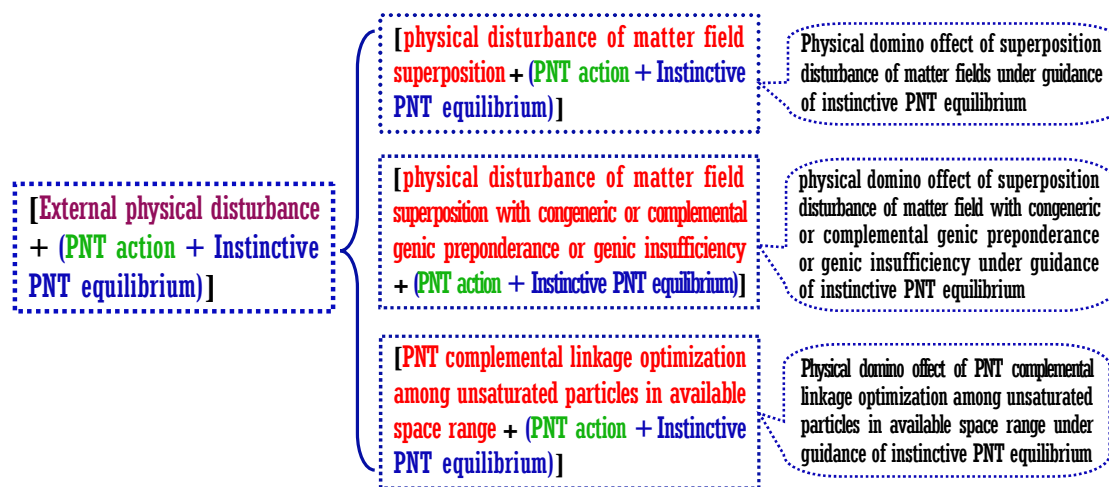 [External physical disturbance
+ (PNT action + Instinctive
PNT equilibrium)]
[physical disturbance of matter field
superposition + (PNT action + Instinctive
PNT equilibrium)]
Physical domino offect of superposition
disturbance of matter fields under guidance
of instinctive PNT equilibrium
[physical disturbance of matter field
superposition with congeneric or complemental
genic preponderance or genic insufficiency
+ (PNT action + Instinctive PNT equilibrium)]
physical domino offect of superposition
disturbance of matter field with congeneric
or complemental genic preponderance
or genic insufficiency under guidance
of instinctive PNT equilibrium
[PNT complemental linkage optimization
among unsaturated particles in available
space range + (PNT action + Instinctive
PNT equilibrium)]
Physical domino offect of PNT complemental
linkage optimization among unsaturated
particles in available space range under
guidance of instinctive PNT equilibrium